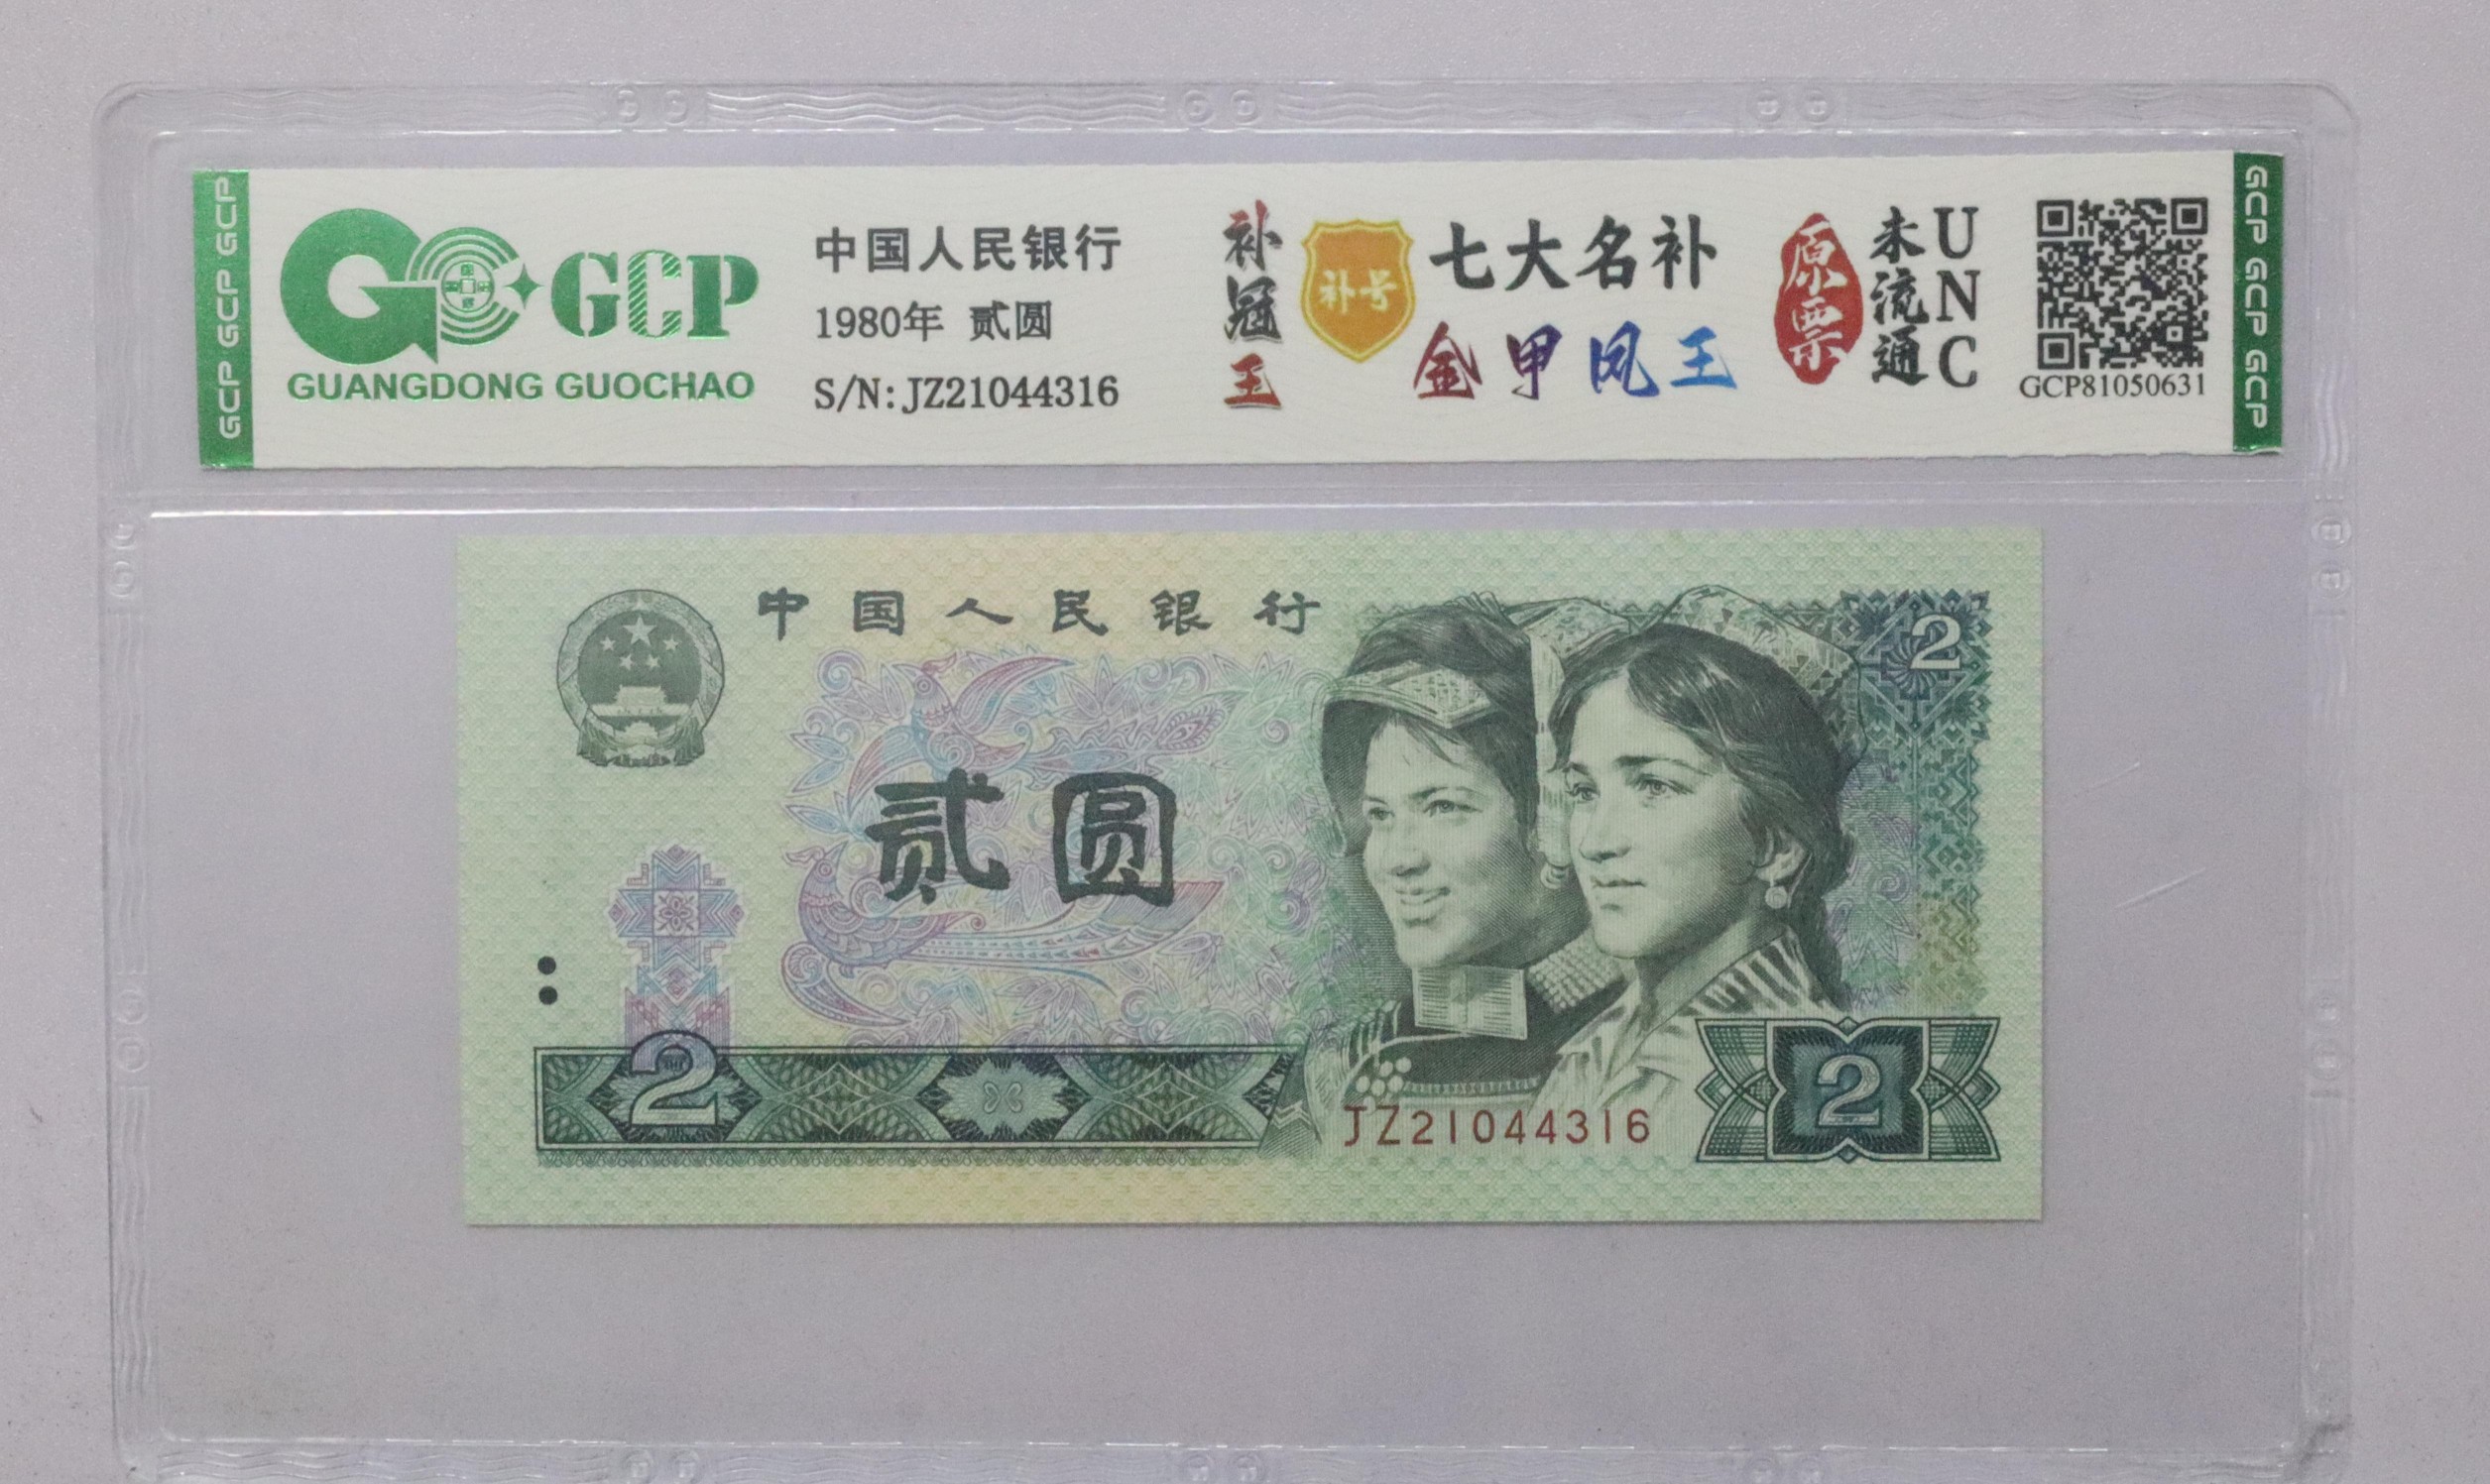 GCP GCP GCP
GCP
GUANGDONG GUOCHAO
中国人民银行
1980年 贰圆
S/N:JZ21044316
补冠王
补号
七大名补
金甲凤王
原票
未流通
UNC
GCP81050631
GCP GCP GCP
中国人民银行
2
贰圆
2
JZ21044316
2